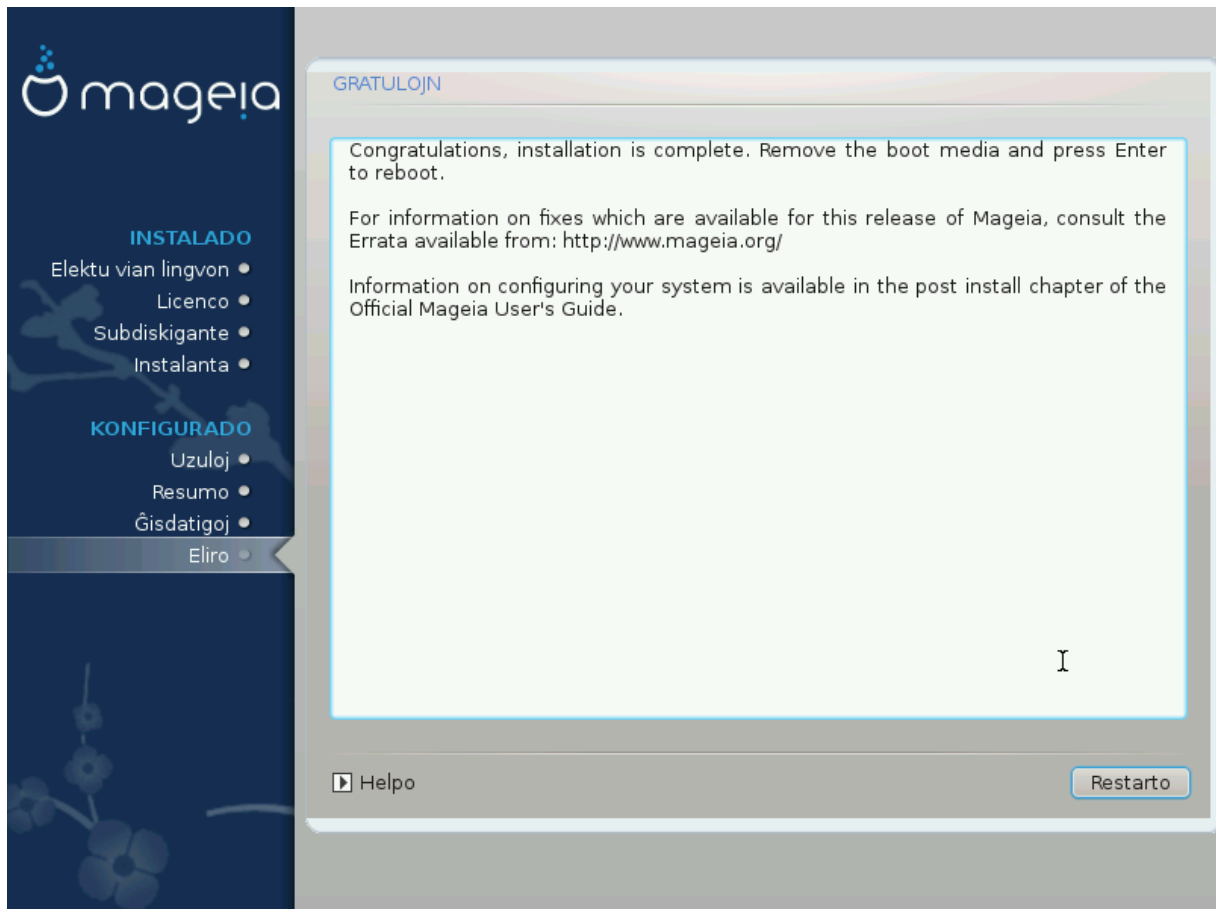 mageia
INSTALADO
Elektu vian lingvon
Licenco
Subdiskigante
Instalanta
KONFIGURADO
Uzuloj
Resumo
Ĝisdatigoj
Eliro
GRATULOJN
Congratulations, installation is complete. Remove the boot media and press Enter
to reboot.
For information on fixes which are available for this release of Mageia, consult the
Errata available from: http://www.mageia.org/
Information on configuring your system is available in the post install chapter of the
Official Mageia User's Guide.
Helpo
Restarto